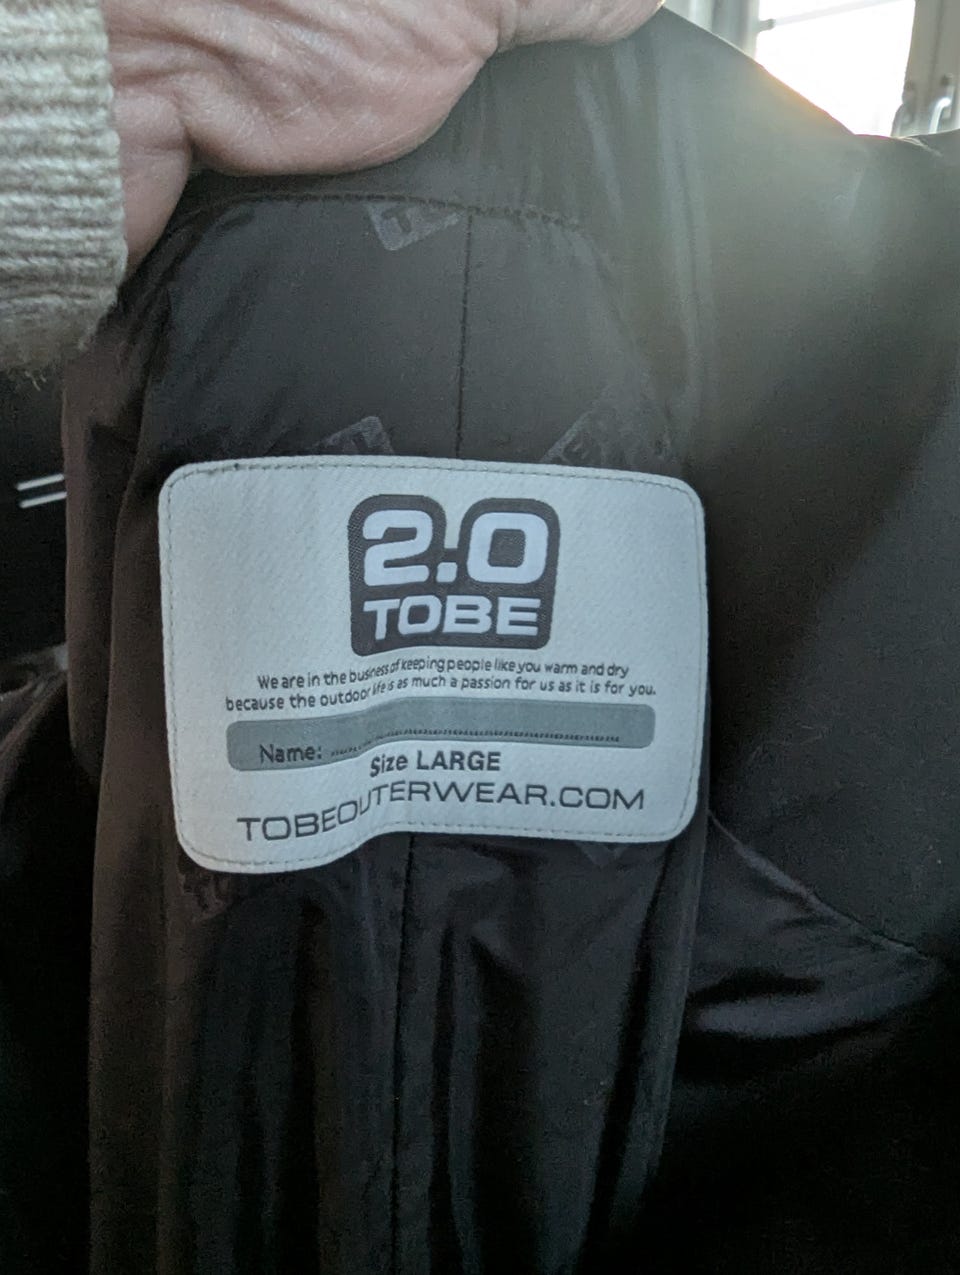 2.0
TOBE
We are in the business of keeping people like you warm and dry
because the outdoor life is as much a passion for us as it is for you.
Name:
Size LARGE
TOBEOUTERWEAR.COM